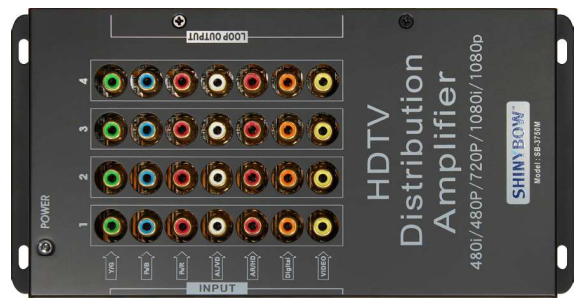 LOOP OUTPUT
4
3
2
1
POWER
Y/G
Pb/B
Pr/R
AL/VD
AR/HD
Digital
VIDEO
INPUT
HDTV
Distribution
Amplifier
480i/480P/720P/1080i/1080p
SHINYBOW
Model : SB-3750M